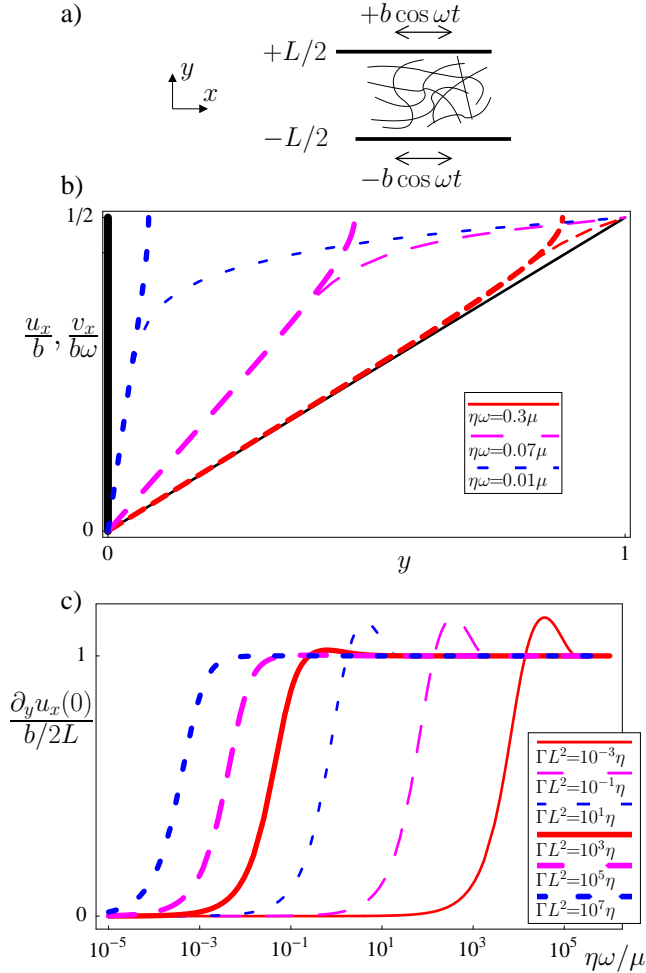 a)
+b cos ωt
+L/2
y
x
−L/2
−b cos ωt
b)
1/2
u_x/b, v_x/bω
ηω=0.3μ
ηω=0.07μ
ηω=0.01μ
0
0
y
1
c)
1
∂_y u_x(0)
b/2L
ΓL²=10⁻³η
ΓL²=10⁻¹η
ΓL²=10¹η
ΓL²=10³η
ΓL²=10⁵η
ΓL²=10⁷η
0
10⁻⁵ 10⁻³ 10⁻¹ 10¹ 10³ 10⁵
ηω/μ